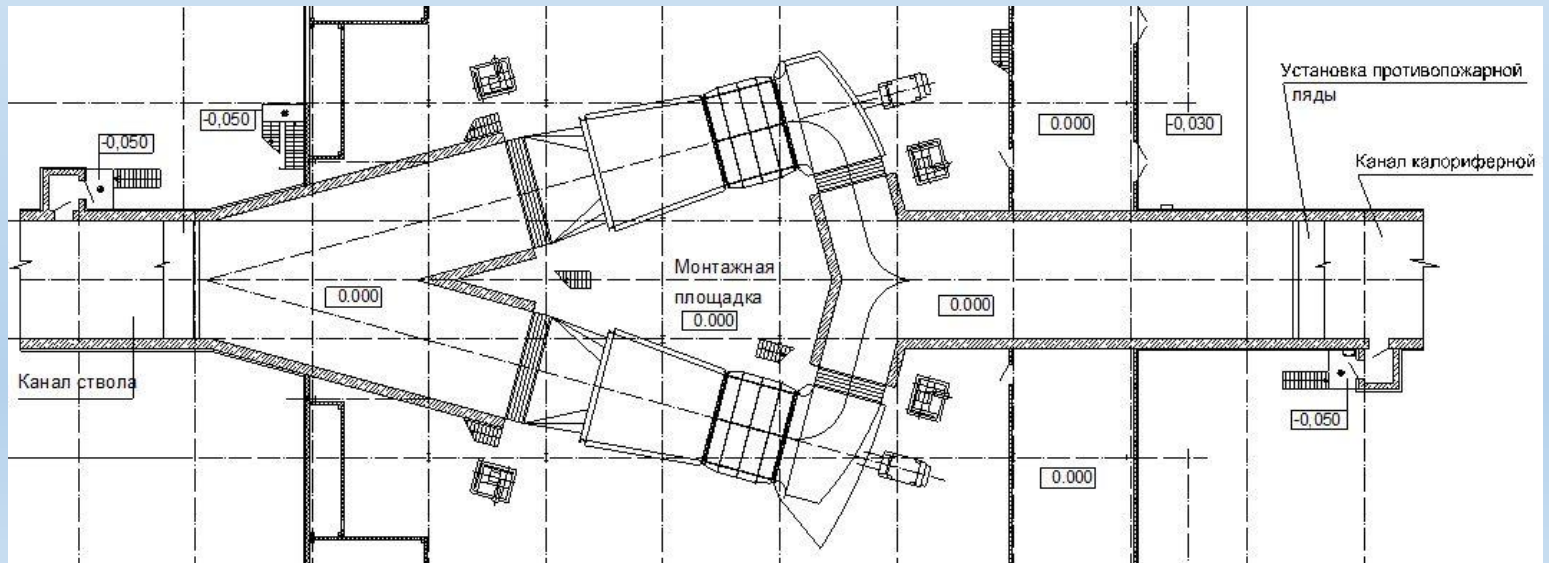 Установка противопожарной
ляды
Канал калориферной
-0,050
-0,050
0.000
-0,030
Монтажная
площадка
0.000
0.000
0.000
Канал ствола
-0,050
0.000